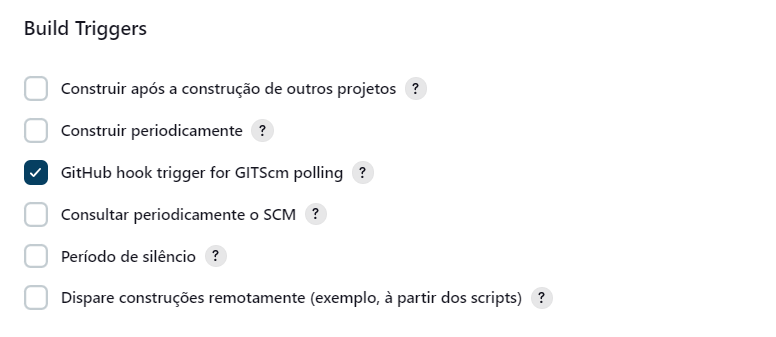 Build Triggers
Construir após a construção de outros projetos ?
Construir periodicamente ?
GitHub hook trigger for GITScm polling ?
Consultar periodicamente o SCM ?
Período de silêncio ?
Dispare construções remotamente (exemplo, à partir dos scripts) ?